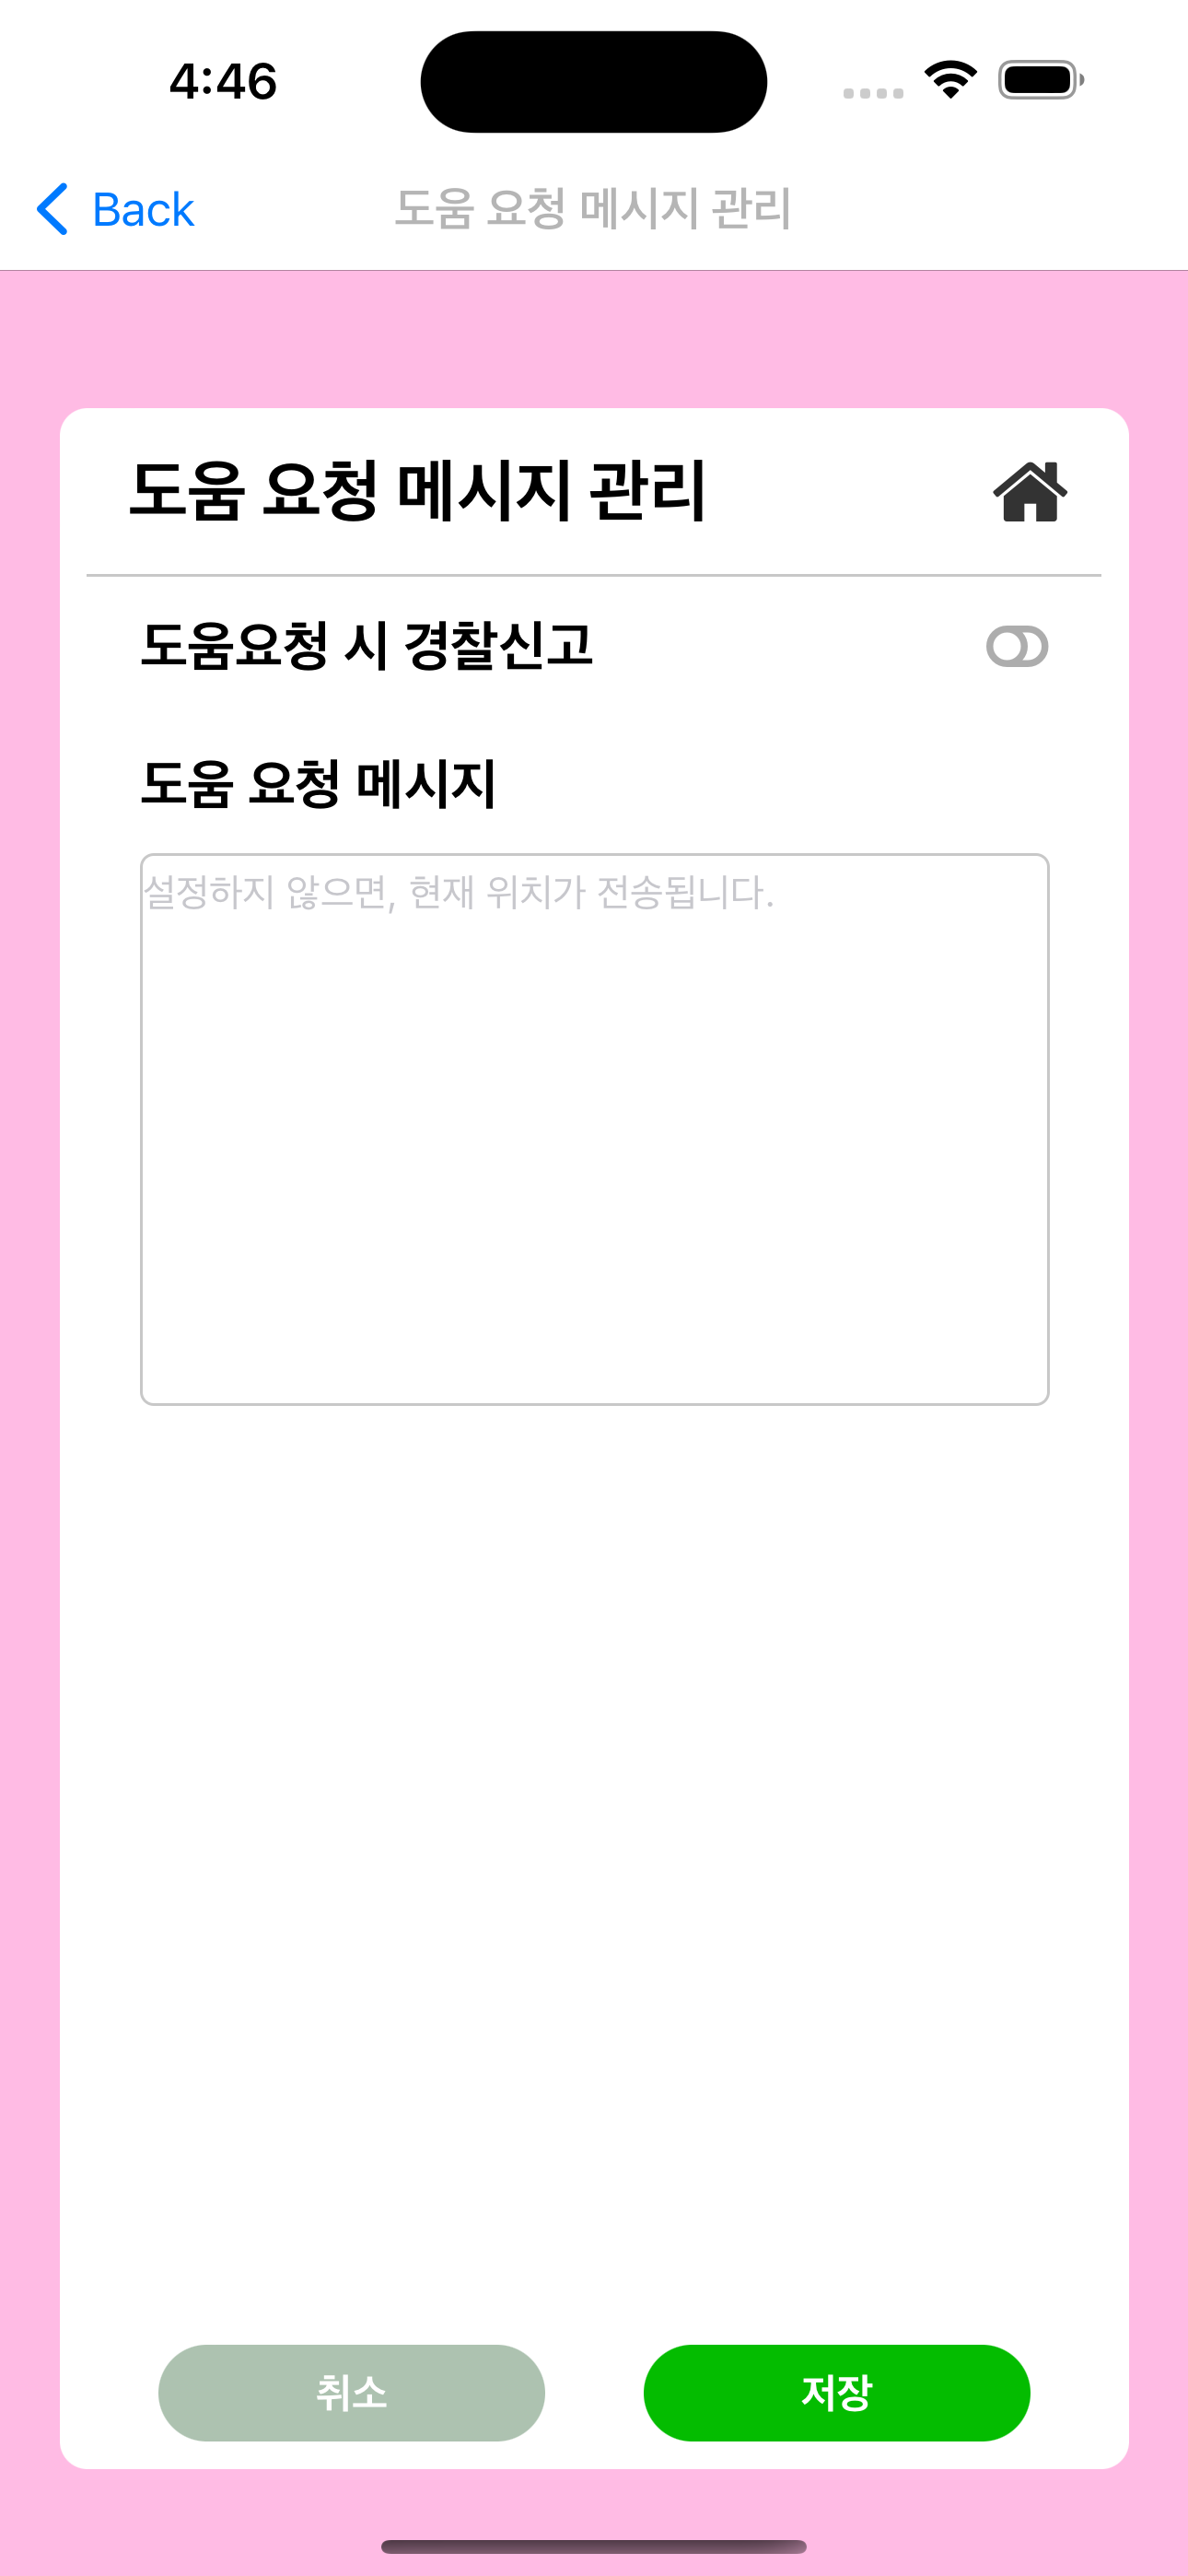 4:46
Back
도움 요청 메시지 관리
도움 요청 메시지 관리
도움요청 시 경찰신고
도움 요청 메시지
설정하지 않으면, 현재 위치가 전송됩니다.
취소
저장